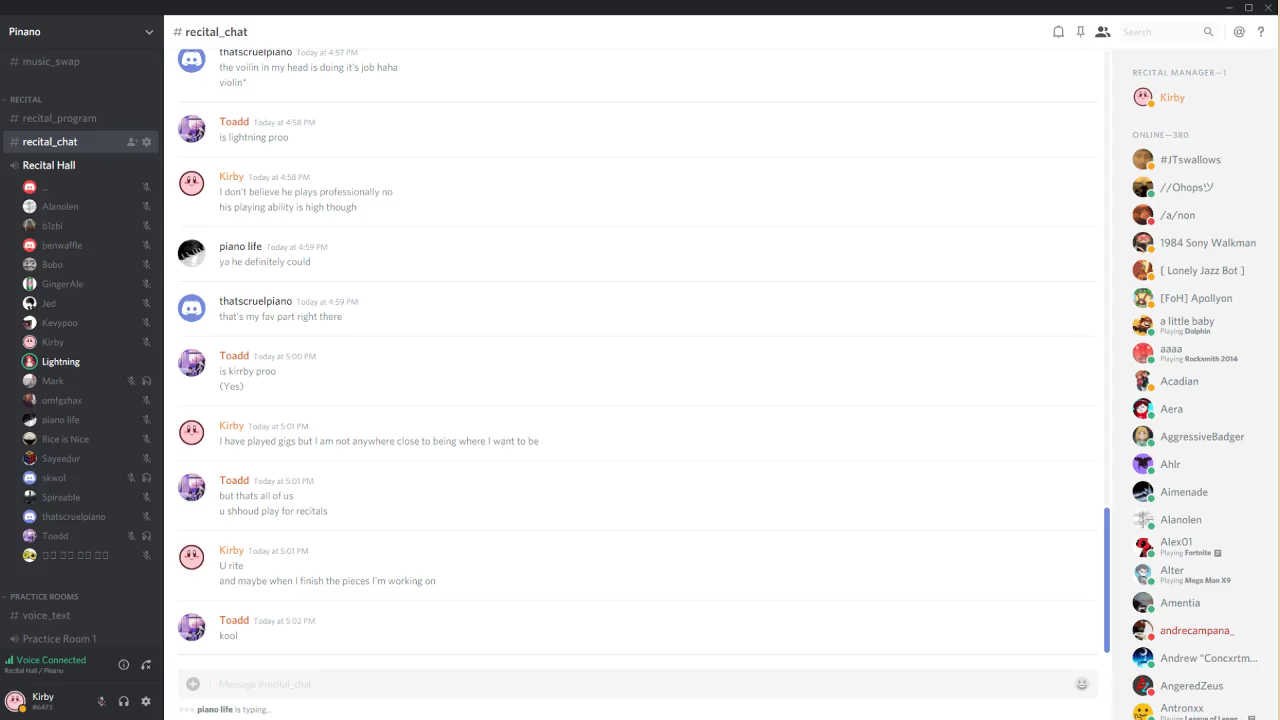 Pinano
# music_swap
RECITAL
# recital_program
# recital_chat
Recital Hall
...
Alanolen
b1zbi
benwaffle
Bobo
GingerAle
Jed
Kevypoo
Kirby
Lightning
Mark
omfgzhax
piano life
Rice is Nice
Sayeedur
skwol
Spireable
thatscruelpiano
Toadd
PRACTICE ROOMS
# voice_text
Practice Room 1
Voice Connected
Recital Hall / Pinano
Kirby
#6473
# recital_chat
Search
@
?
thatscruelpiano Today at 4:57 PM
the voilin in my head is doing it's job haha
violin*
Toadd Today at 4:58 PM
is lightning proo
Kirby Today at 4:58 PM
I don't believe he plays professionally no
his playing ability is high though
piano life Today at 4:59 PM
ya he definitely could
thatscruelpiano Today at 4:59 PM
that's my fav part right there
Toadd Today at 5:00 PM
is kirrby proo
(Yes)
Kirby Today at 5:01 PM
I have played gigs but I am not anywhere close to being where I want to be
Toadd Today at 5:01 PM
but thats all of us
u shhoud play for recitals
Kirby Today at 5:01 PM
U rite
and maybe when I finish the pieces I'm working on
Toadd Today at 5:02 PM
kool
Message #recital_chat
piano life is typing...
RECITAL MANAGER—1
Kirby
ONLINE—380
#JTswallows
//Ohopsツ
/a/non
1984 Sony Walkman
[ Lonely Jazz Bot ]
[FoH] Apollyon
a little baby
Playing Dolphin
aaaa
Playing Rocksmith 2014
Acadian
Aera
AggressiveBadger
Ahlr
Aimenade
Alanolen
Alex01
Playing Fortnite
Alter
Playing Mega Man X9
Amentia
andrecampana_
Andrew "Concxrtm...
AngeredZeus
Antronxx
Playing League of Legen...